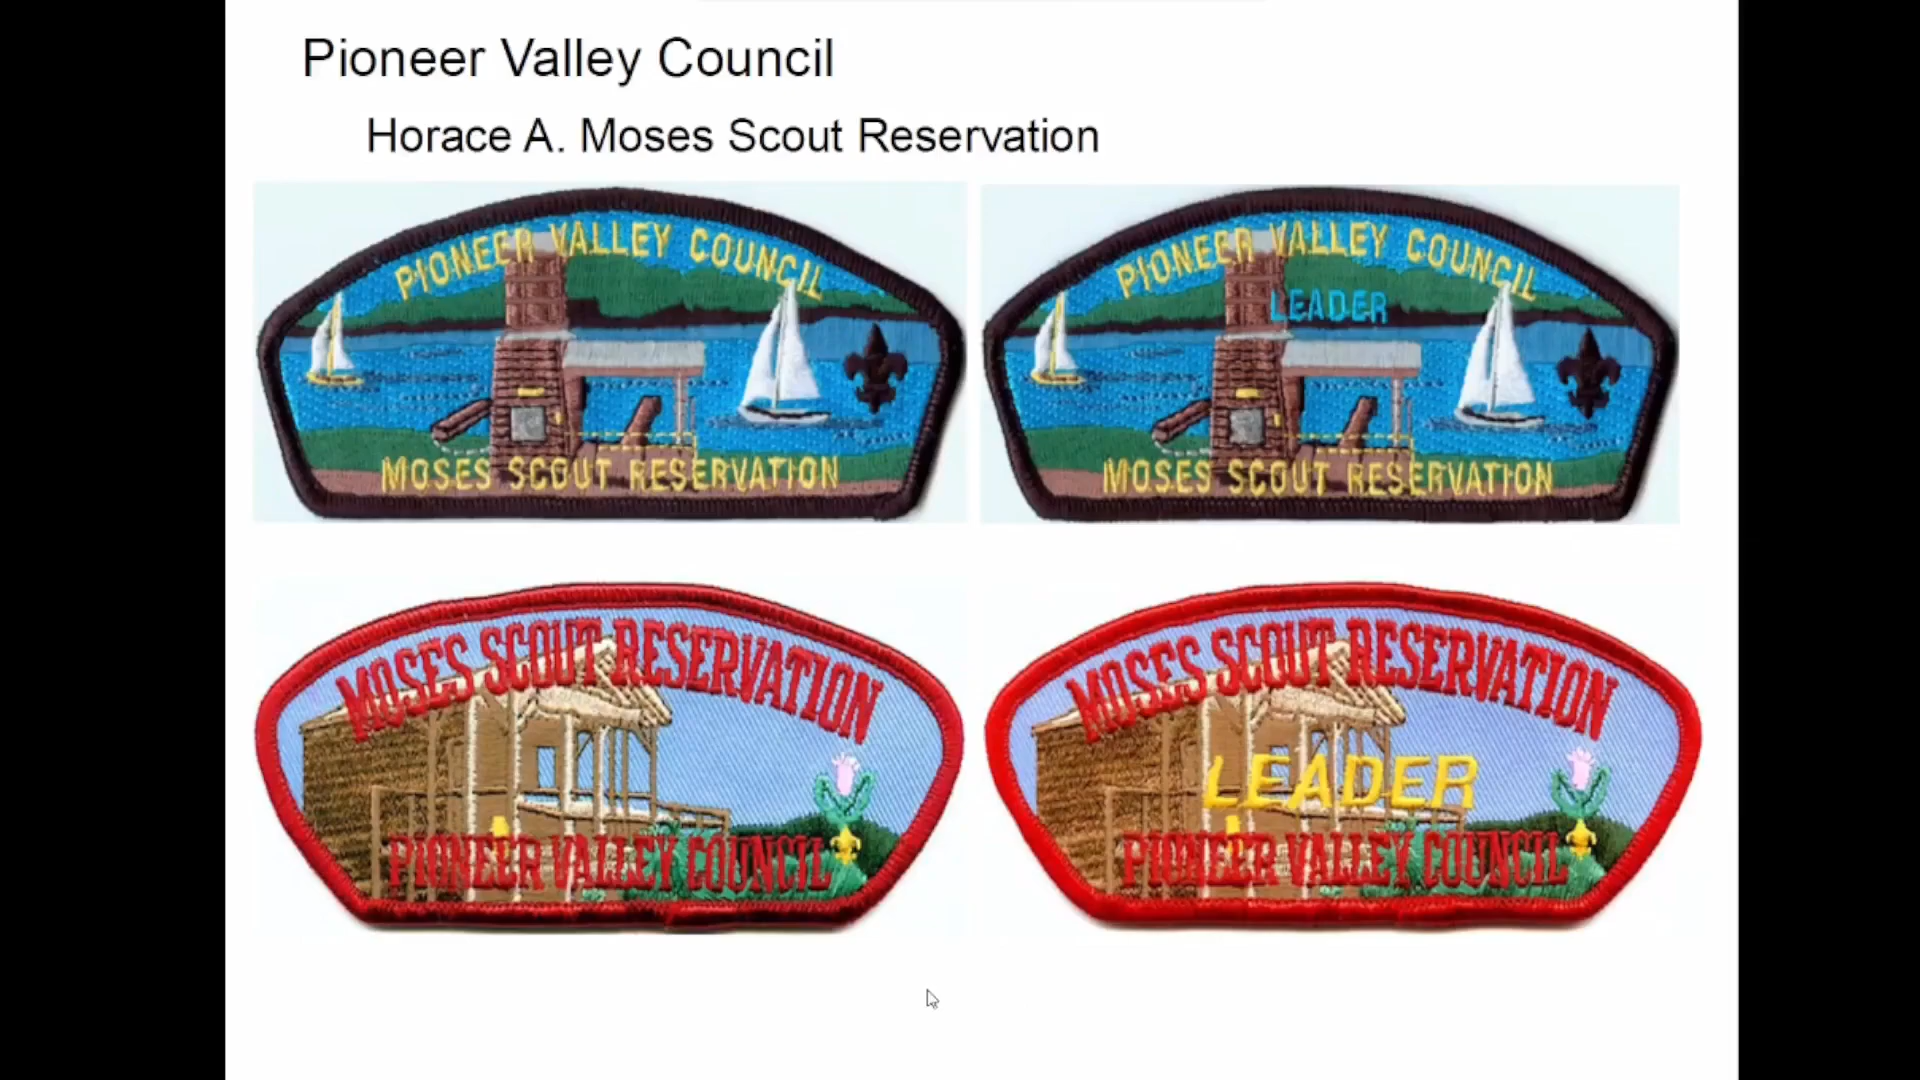 Pioneer Valley Council
Horace A. Moses Scout Reservation
PIONEER VALLEY COUNCIL
MOSES SCOUT RESERVATION
PIONEER VALLEY COUNCIL
LEADER
MOSES SCOUT RESERVATION
MOSES SCOUT RESERVATION
PIONEER VALLEY COUNCIL
MOSES SCOUT RESERVATION
LEADER
PIONEER VALLEY COUNCIL